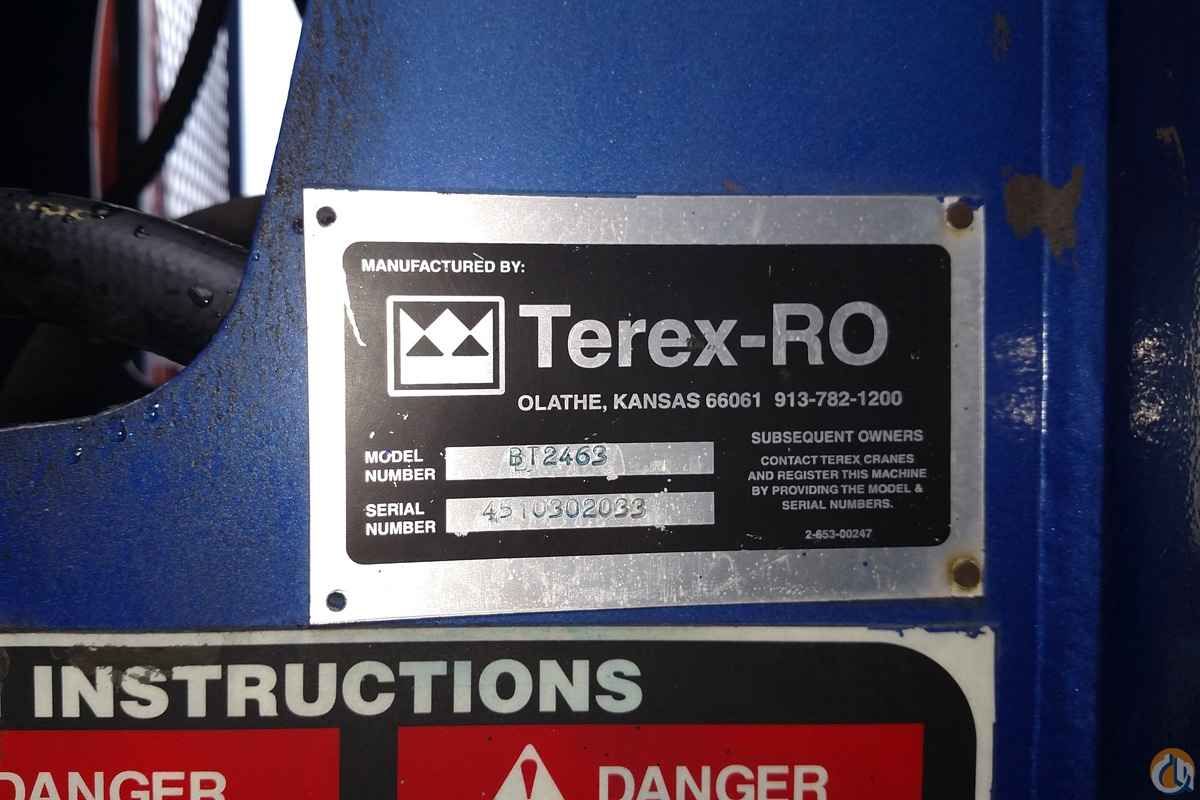 MANUFACTURED BY:
Terex-RO
OLATHE, KANSAS 66061 913-782-1200
MODEL
NUMBER
BT2463
SERIAL
NUMBER
4510302033
SUBSEQUENT OWNERS
CONTACT TEREX CRANES
AND REGISTER THIS MACHINE
BY PROVIDING THE MODEL &
SERIAL NUMBERS.
2-653-00247
INSTRUCTIONS
DANGER
DANGER